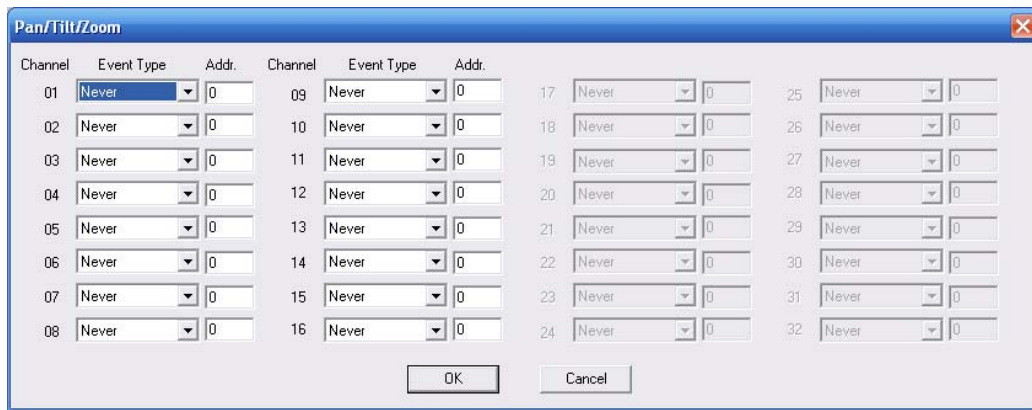 Pan/Tilt/Zoom
Channel Event Type Addr. Channel Event Type Addr.
01 Never 0 09 Never 0 17 Never 0 25 Never 0
02 Never 0 10 Never 0 18 Never 0 26 Never 0
03 Never 0 11 Never 0 19 Never 0 27 Never 0
04 Never 0 12 Never 0 20 Never 0 28 Never 0
05 Never 0 13 Never 0 21 Never 0 29 Never 0
06 Never 0 14 Never 0 22 Never 0 30 Never 0
07 Never 0 15 Never 0 23 Never 0 31 Never 0
08 Never 0 16 Never 0 24 Never 0 32 Never 0
OK Cancel